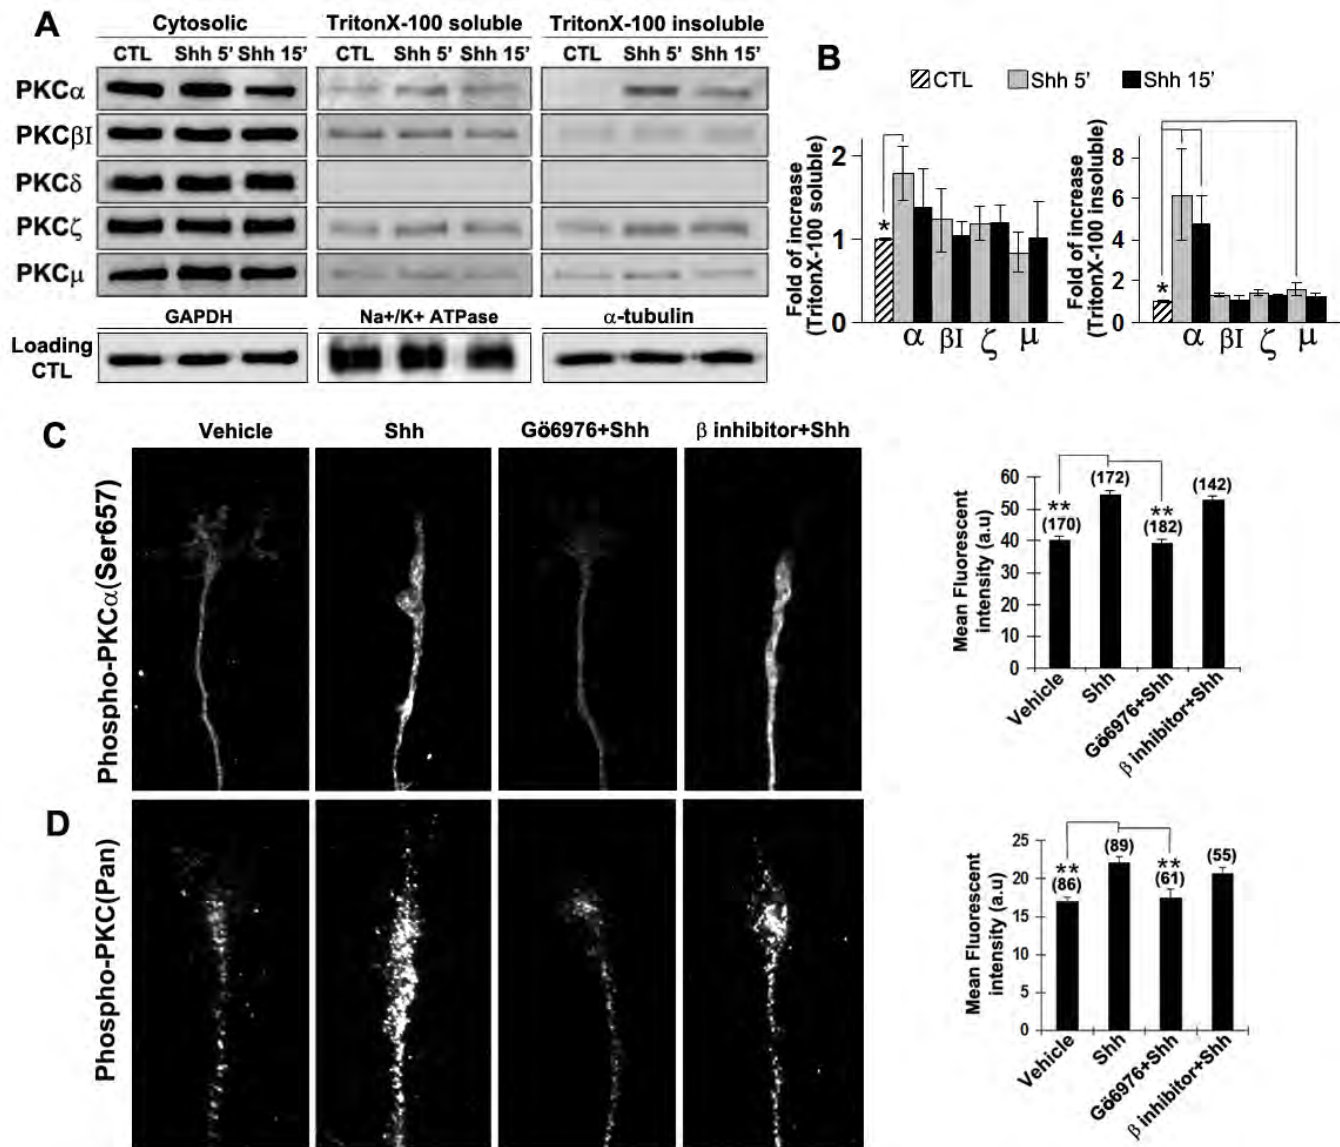 A
Cytosolic
TritonX-100 soluble
TritonX-100 insoluble
CTL Shh 5' Shh 15'
CTL Shh 5' Shh 15'
CTL Shh 5' Shh 15'
PKCα
PKCβI
PKCδ
PKCζ
PKCμ
GAPDH
Na+/K+ ATPase
α-tubulin
Loading
CTL
B
CTL Shh 5' Shh 15'
Fold of increase
(TritonX-100 soluble)
2
1
0
*
α βI ζ μ
Fold of increase
(TritonX-100 insoluble)
8
6
4
2
0
*
α βI ζ μ
C
Vehicle
Shh
Gö6976+Shh
β inhibitor+Shh
Phospho-PKCα(Ser657)
Mean Fluorescent
intensity (a.u)
60
50
40
30
20
10
0
**
(170)
(172)
**
(182)
(142)
Vehicle
Shh
Gö6976+Shh
β inhibitor+Shh
D
Phospho-PKC(Pan)
Mean Fluorescent
intensity (a.u)
25
20
15
10
5
0
**
(86)
(89)
**
(61)
(55)
Vehicle
Shh
Gö6976+Shh
β inhibitor+Shh